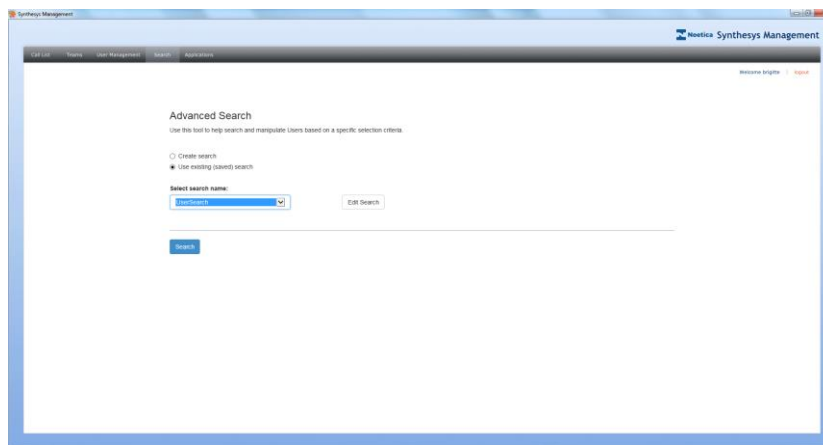 Synthesys Management
Noetica Synthesys Management
Call List Teams User Management Search Applications
Welcome brigitte | logout
Advanced Search
Use this tool to help search and manipulate Users based on a specific selection criteria.
Create search
Use existing (saved) search
Select search name:
UserSearch
Edit Search
Search